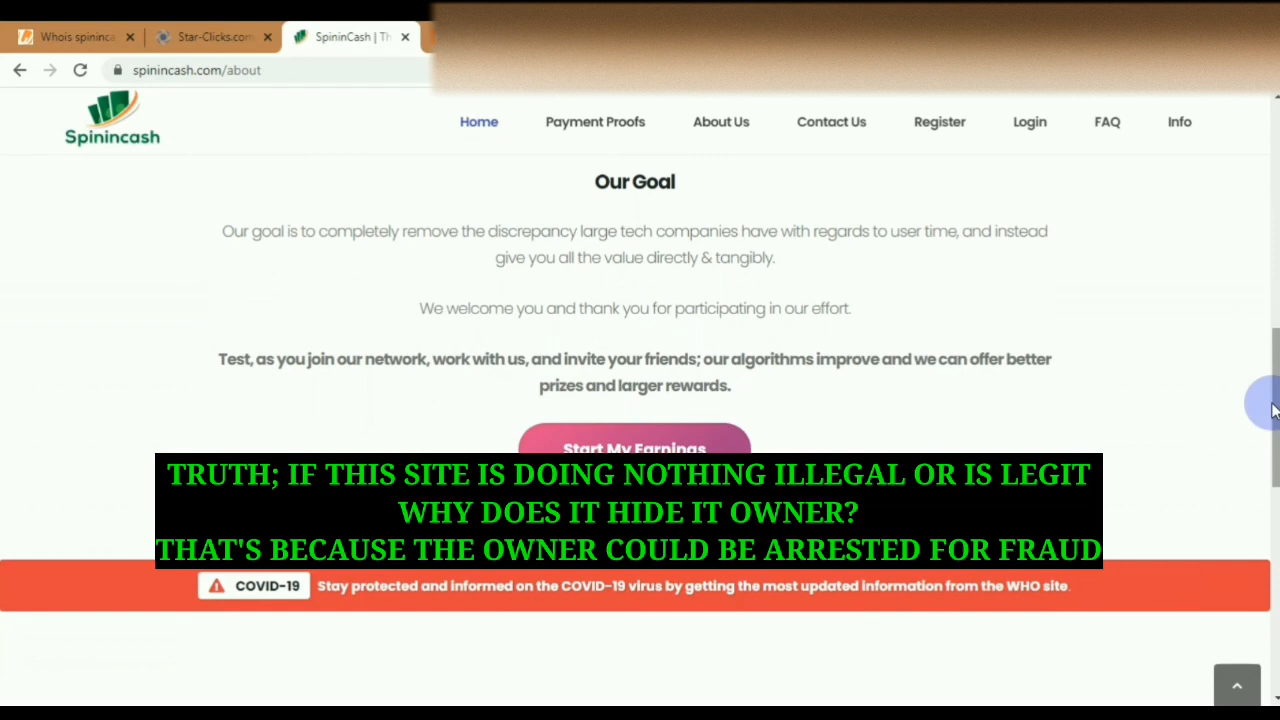 Whois spininca
Star-Clicks.com
SpininCash | Th
spinincash.com/about
Spinincash
Home
Payment Proofs
About Us
Contact Us
Register
Login
FAQ
Info
Our Goal
Our goal is to completely remove the discrepancy large tech companies have with regards to user time, and instead
give you all the value directly & tangibly.
We welcome you and thank you for participating in our effort.
Test, as you join our network, work with us, and invite your friends; our algorithms improve and we can offer better
prizes and larger rewards.
Start My Earnings
TRUTH; IF THIS SITE IS DOING NOTHING ILLEGAL OR IS LEGIT
WHY DOES IT HIDE IT OWNER?
THAT'S BECAUSE THE OWNER COULD BE ARRESTED FOR FRAUD
COVID-19 Stay protected and informed on the COVID-19 virus by getting the most updated information from the WHO site.